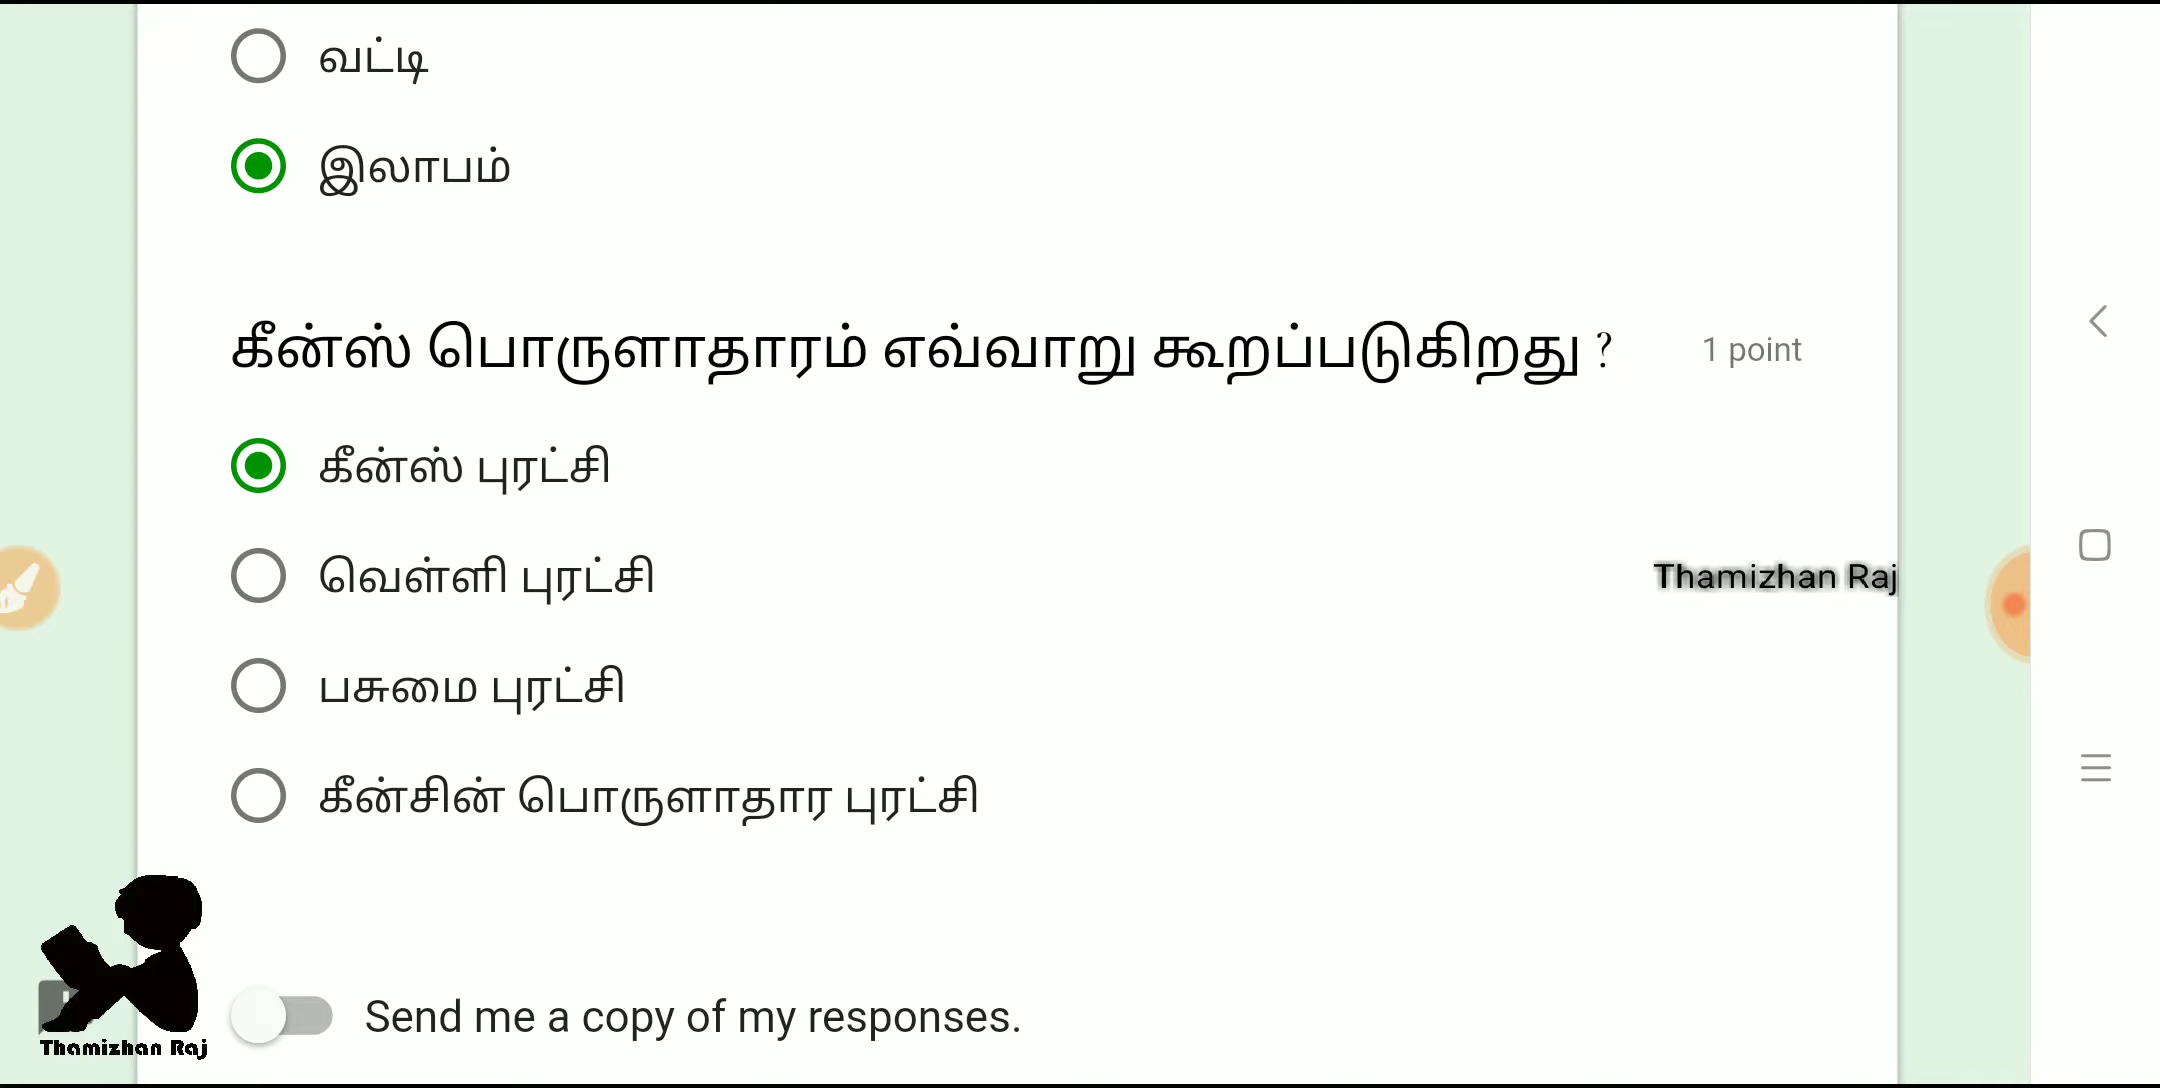 வட்டி
இலாபம்
கீன்ஸ் பொருளாதாரம் எவ்வாறு கூறப்படுகிறது ? 1 point
கீன்ஸ் புரட்சி
வெள்ளி புரட்சி
Thamizhan Raj
பசுமை புரட்சி
கீன்சின் பொருளாதார புரட்சி
Send me a copy of my responses.
Thamizhan Raj